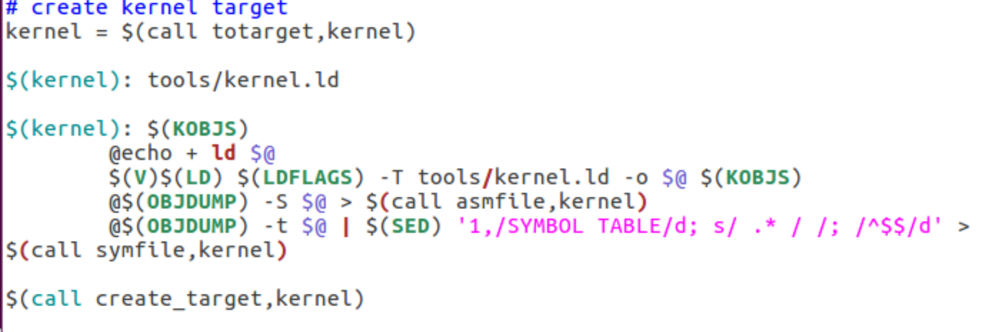 # create kernel target
kernel = $(call totarget,kernel)
$(kernel): tools/kernel.ld
$(kernel): $(KOBJS)
@echo + ld $@
$(V)$(LD) $(LDFLAGS) -T tools/kernel.ld -o $@ $(KOBJS)
@$(OBJDUMP) -S $@ > $(call asmfile,kernel)
@$(OBJDUMP) -t $@ | $(SED) '1,/SYMBOL TABLE/d; s/ .* / /; /^$$/d' >
$(call symfile,kernel)
$(call create_target,kernel)